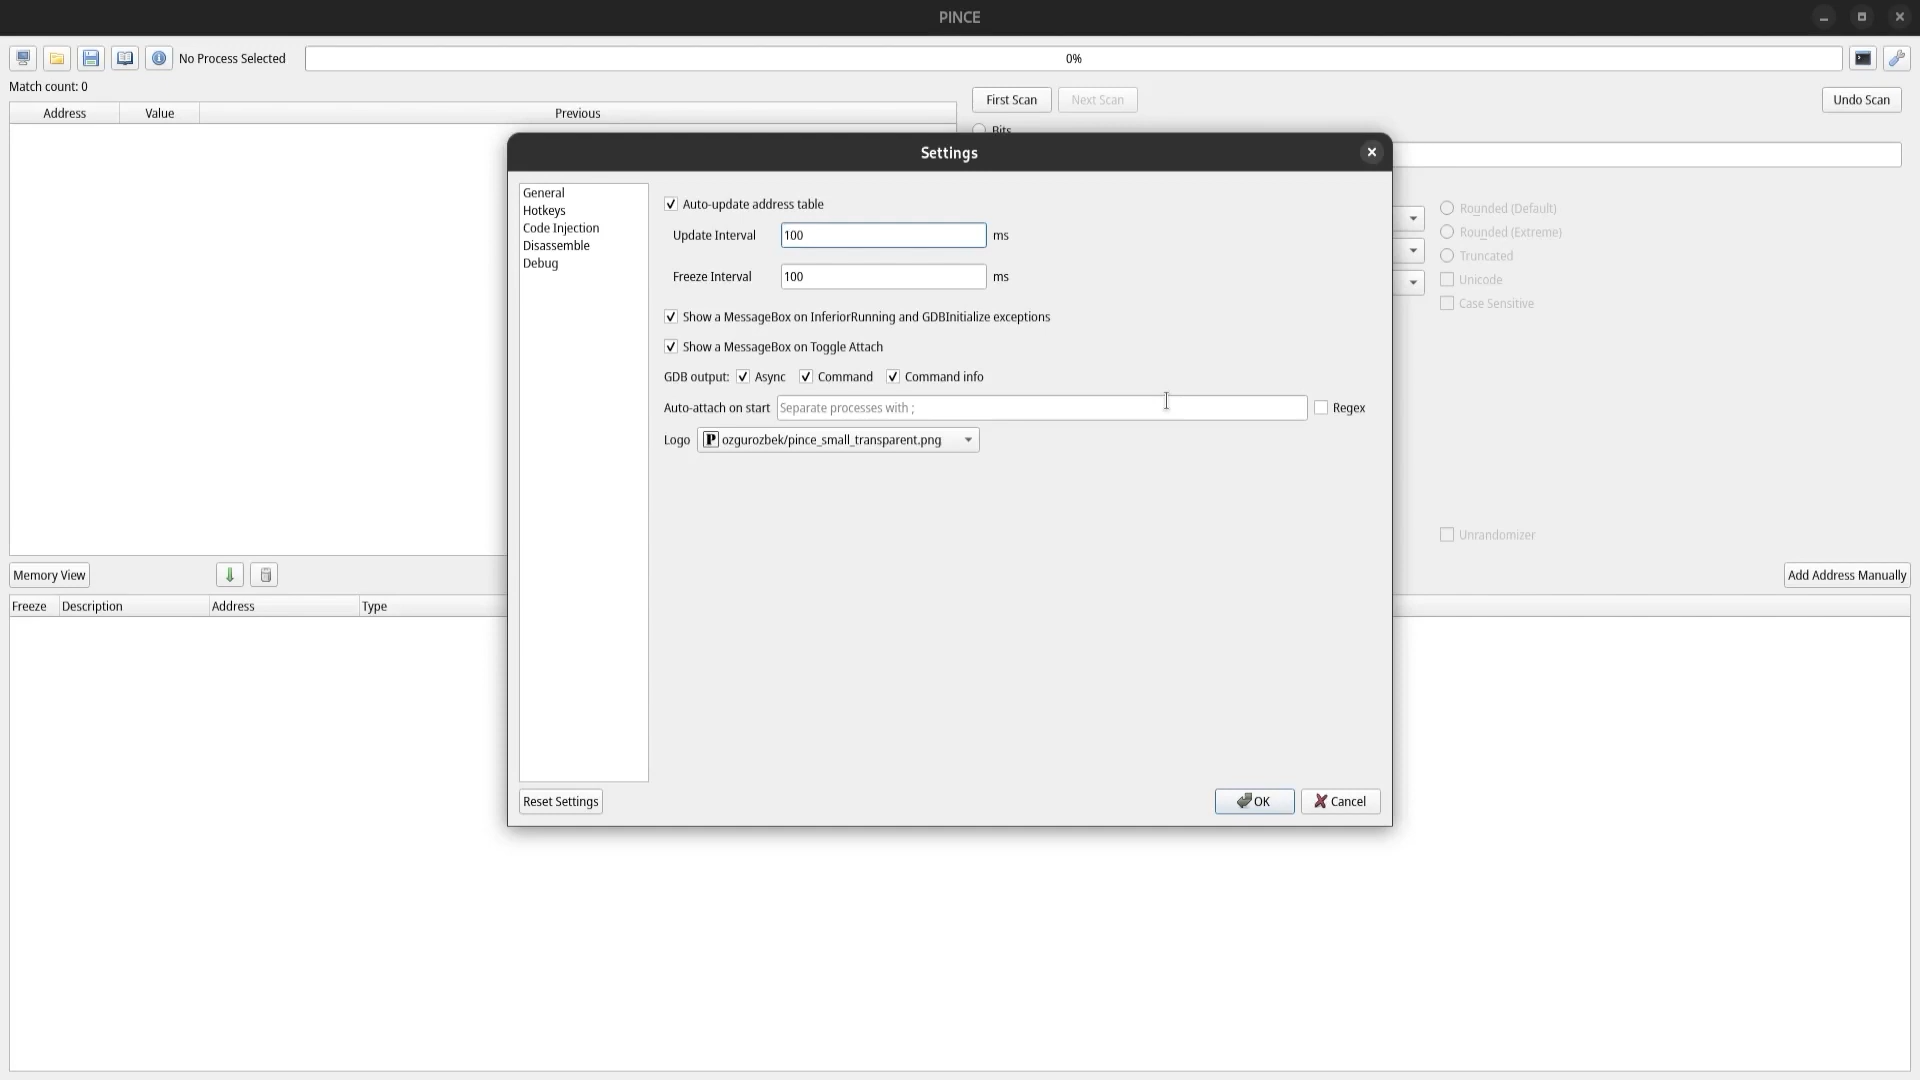 PINCE
No Process Selected
0%
Match count: 0
Address Value Previous
First Scan Next Scan Undo Scan
Settings
General
Hotkeys
Code Injection
Disassemble
Debug
Auto-update address table
Update Interval 100 ms
Freeze Interval 100 ms
Show a MessageBox on InferiorRunning and GDBInitialize exceptions
Show a MessageBox on Toggle Attach
GDB output: Async Command Command info
Auto-attach on start Separate processes with ; Regex
Logo P ozgurozbek/pince_small_transparent.png
Reset Settings OK Cancel
Rounded (Default)
Rounded (Extreme)
Truncated
Unicode
Case Sensitive
Unrandomizer
Memory View Add Address Manually
Freeze Description Address Type